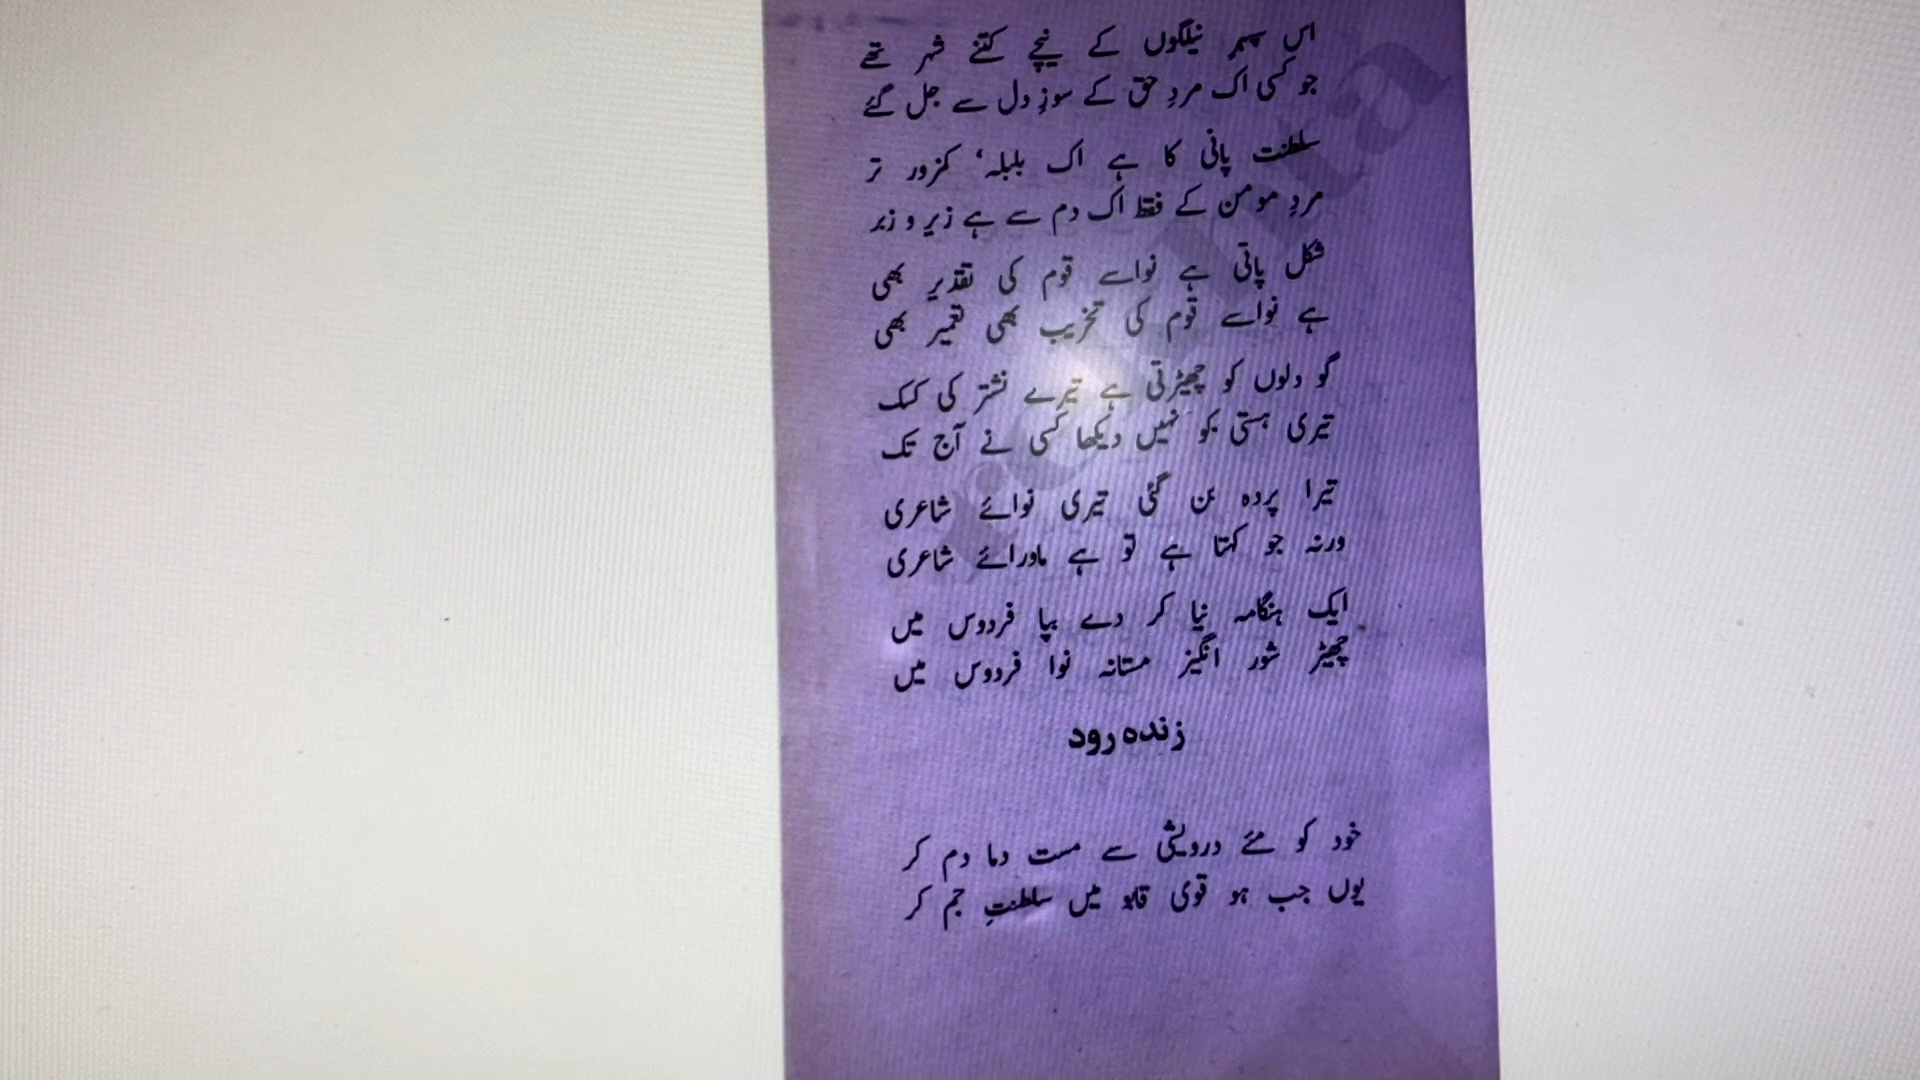 اس سپہر نیلگوں کے نیچے کتنے شہر تھے
جو کسی اک مردِ حق کے سوزِ دل سے جل گئے
سلطنت پانی کا ہے اک بلبلہ، کمزور تر
مردِ مومن کے فقط اک دم سے ہے زیر و زبر
شکل پاتی ہے نواے قوم کی تقدیر بھی
ہے نواے قوم کی تخریب بھی تعمیر بھی
گو دلوں کو چھیڑتی ہے تیرے نشتر کی کسک
تیری ہستی کو نہیں دیکھا کسی نے آج تک
تیرا پردہ بن گئی تیری نوائے شاعری
ورنہ جو کہتا ہے تو ہے ماورائے شاعری
ایک ہنگامہ نیا کر دے بپا فردوس میں
چھیڑ شور انگیز مستانہ نوا فردوس میں
زندہ رود
خود کو مئے درویشی سے مست دما دم کر
یوں جب ہو قوی قابو میں سلطنتِ جم کر